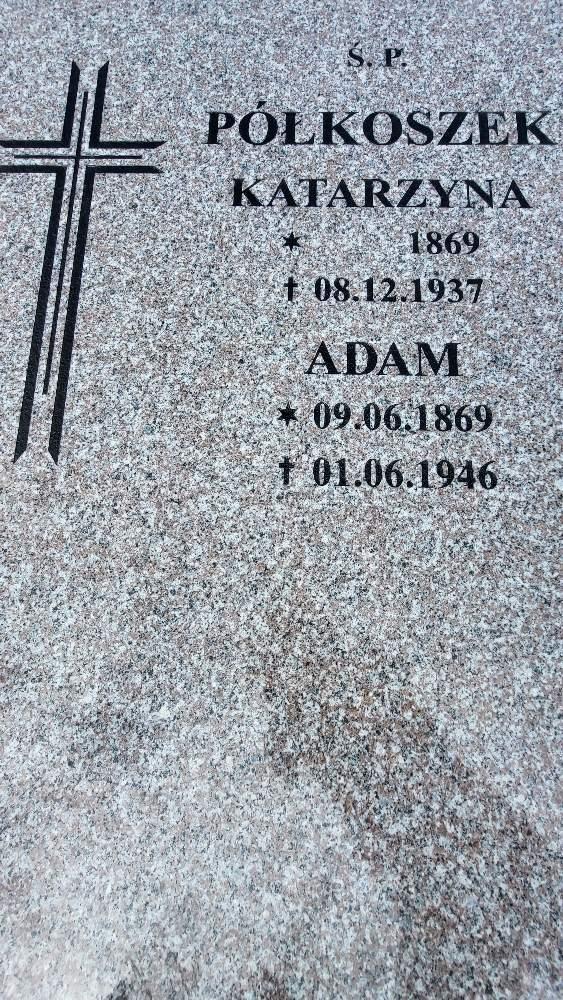 Ś. P.
PÓŁKOSZEK
KATARZYNA
✶ 1869
† 08.12.1937
ADAM
✶ 09.06.1869
† 01.06.1946